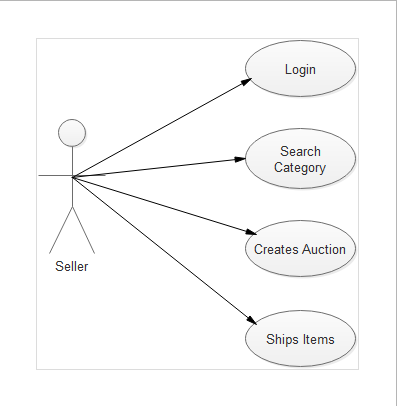 Login
Search
Category
Creates Auction
Seller
Ships Items